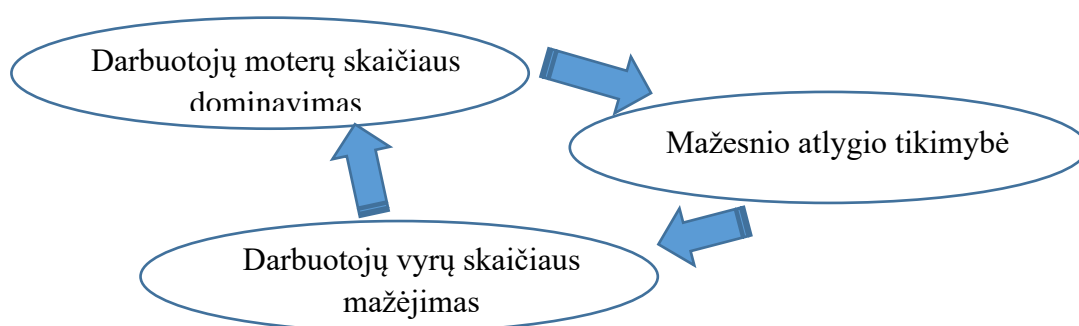 Darbuotojų moterų skaičiaus
dominavimas
Mažesnio atlygio tikimybė
Darbuotojų vyrų skaičiaus
mažėjimas